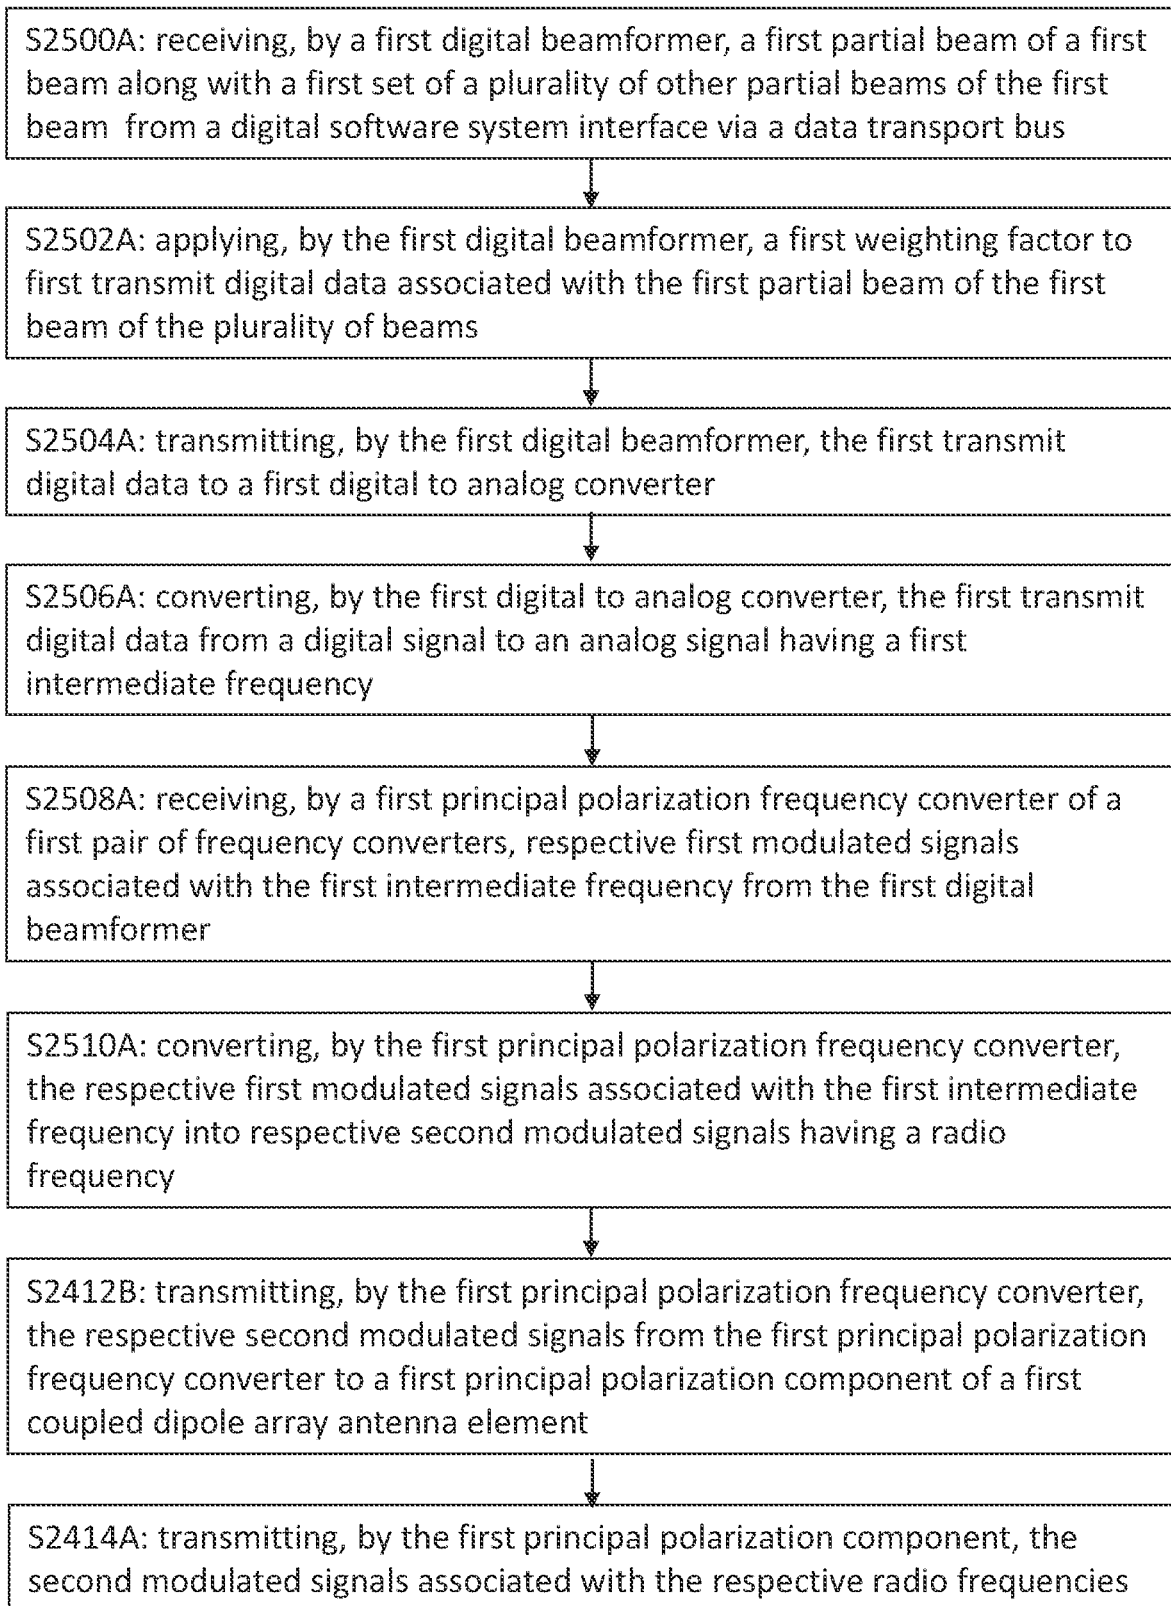 S2500A: receiving, by a first digital beamformer, a first partial beam of a first
beam along with a first set of a plurality of other partial beams of the first
beam from a digital software system interface via a data transport bus
S2502A: applying, by the first digital beamformer, a first weighting factor to
first transmit digital data associated with the first partial beam of the first
beam of the plurality of beams
S2504A: transmitting, by the first digital beamformer, the first transmit
digital data to a first digital to analog converter
S2506A: converting, by the first digital to analog converter, the first transmit
digital data from a digital signal to an analog signal having a first
intermediate frequency
S2508A: receiving, by a first principal polarization frequency converter of a
first pair of frequency converters, respective first modulated signals
associated with the first intermediate frequency from the first digital
beamformer
S2510A: converting, by the first principal polarization frequency converter,
the respective first modulated signals associated with the first intermediate
frequency into respective second modulated signals having a radio
frequency
S2412B: transmitting, by the first principal polarization frequency converter,
the respective second modulated signals from the first principal polarization
frequency converter to a first principal polarization component of a first
coupled dipole array antenna element
S2414A: transmitting, by the first principal polarization component, the
second modulated signals associated with the respective radio frequencies